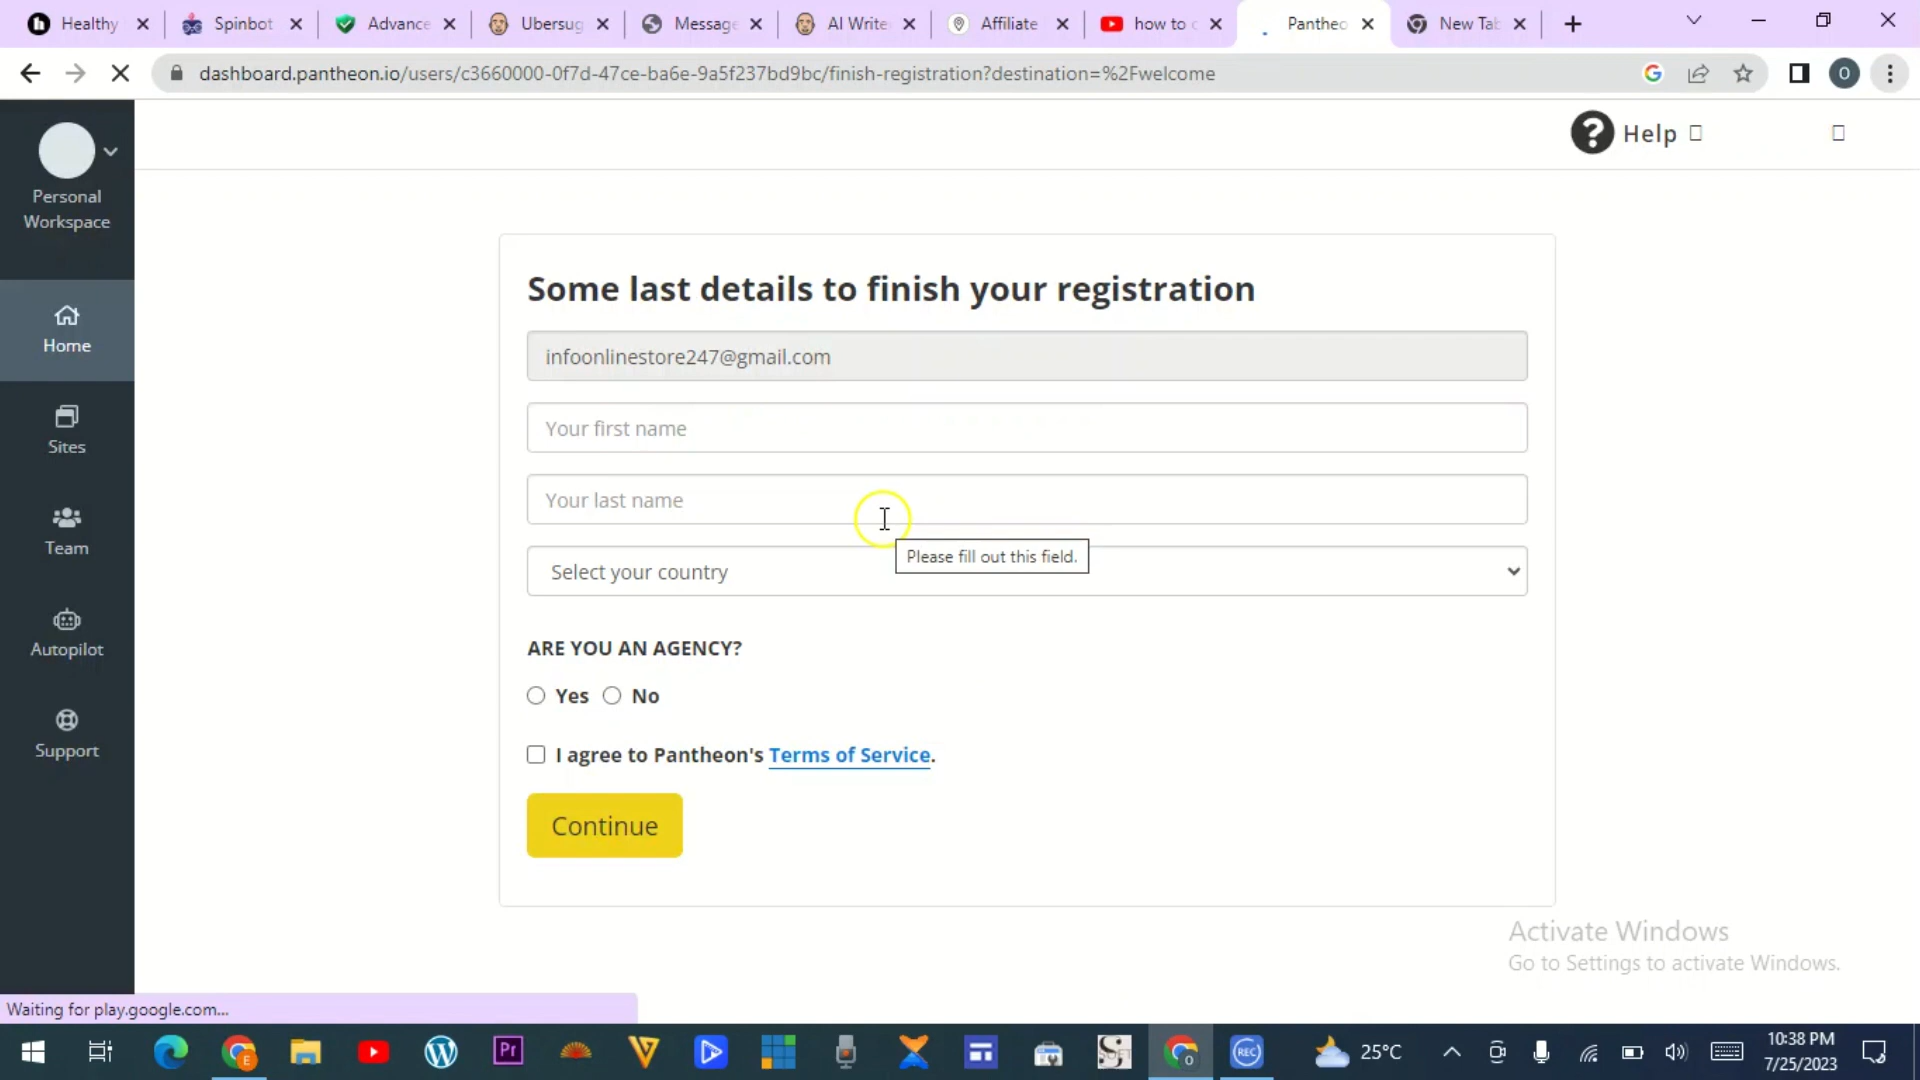 Healthy
Spinbot
Advance
Ubersug
Message
AI Write
Affiliate
how to c
Pantheo
New Tab
dashboard.pantheon.io/users/c3660000-0f7d-47ce-ba6e-9a5f237bd9bc/finish-registration?destination=%2Fwelcome
O
Personal
Workspace
? Help
Home
Sites
Team
Autopilot
Support
Some last details to finish your registration
infoonlinestore247@gmail.com
Your first name
Your last name
Please fill out this field.
Select your country
ARE YOU AN AGENCY?
Yes No
I agree to Pantheon's Terms of Service.
Continue
Activate Windows
Go to Settings to activate Windows.
Waiting for play.google.com...
E
Pr
REC
25°C
10:38 PM
7/25/2023